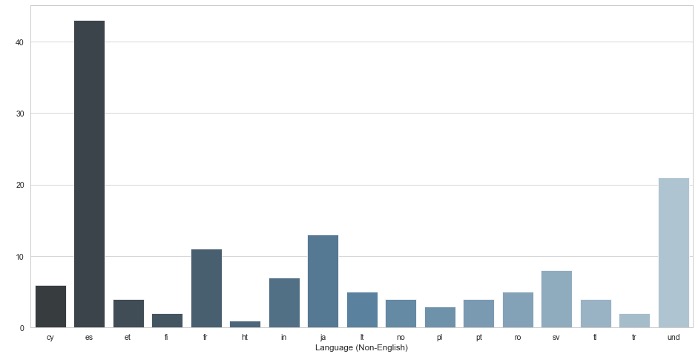 40
30
20
10
0
cy es et fi fr ht in ja lt no pl pt ro sv tl tr und
Language (Non-English)